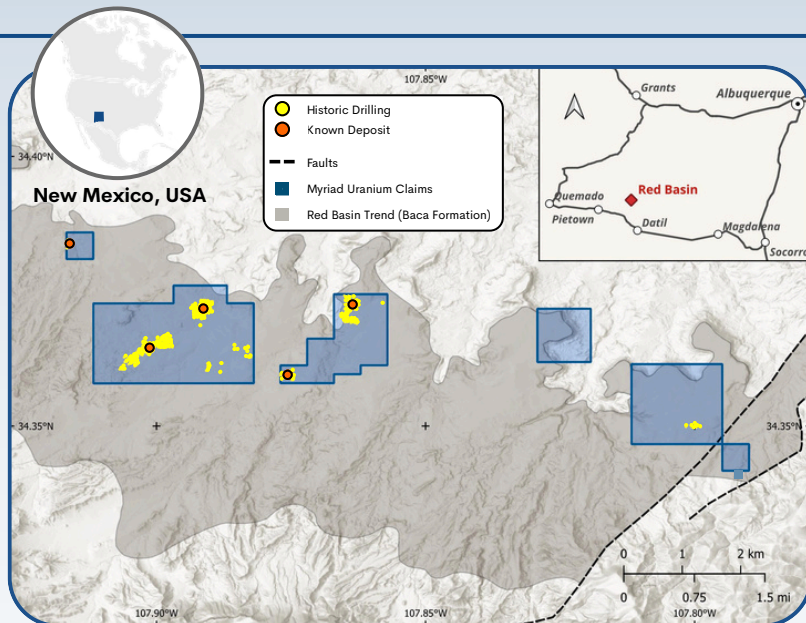 107.85°W
Historic Drilling
Known Deposit
Faults
Myriad Uranium Claims
Red Basin Trend (Baca Formation)
Grants
Albuquerque
Red Basin
Quemado
Pietown
Datil
Magdalena
Socorro
34.40°N
New Mexico, USA
34.35°N
34.35°N
0 1 2 km
0 0.75 1.5 mi
107.90°W
107.85°W
107.80°W